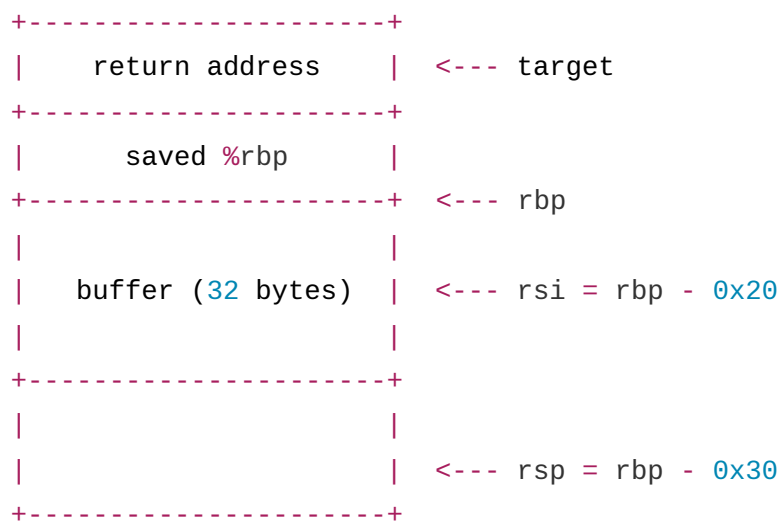 +----------------------+
|    return address    |  <--- target
+----------------------+
|      saved %rbp      |
+----------------------+  <--- rbp
|                      |
|   buffer (32 bytes)  |  <--- rsi = rbp - 0x20
|                      |
+----------------------+
|                      |
|                      |  <--- rsp = rbp - 0x30
+----------------------+